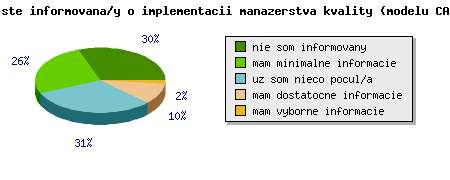 ste informovana/y o implementacii manazerstva kvality (modelu CA
30%
26%
2%
10%
31%
nie som informovany
mam minimalne informacie
uz som nieco pocul/a
mam dostatocne informacie
mam vyborne informacie